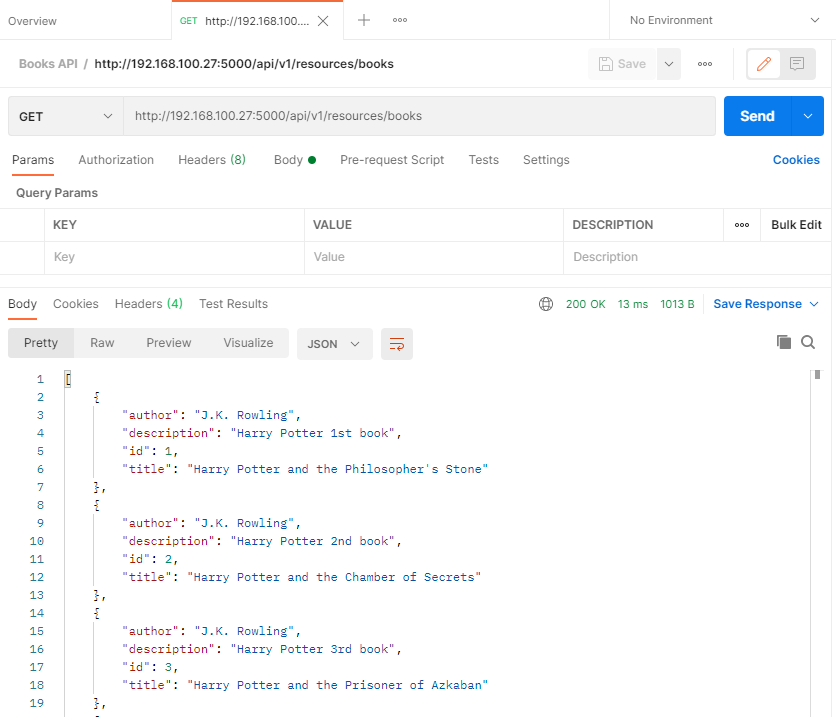 Overview
GET http://192.168.100....
No Environment
Books API / http://192.168.100.27:5000/api/v1/resources/books
Save
GET http://192.168.100.27:5000/api/v1/resources/books Send
Params Authorization Headers (8) Body Pre-request Script Tests Settings Cookies
Query Params
KEY VALUE DESCRIPTION Bulk Edit
Key Value Description
Body Cookies Headers (4) Test Results 200 OK 13 ms 1013 B Save Response
Pretty Raw Preview Visualize JSON
1 [
2 {
3 "author": "J.K. Rowling",
4 "description": "Harry Potter 1st book",
5 "id": 1,
6 "title": "Harry Potter and the Philosopher's Stone"
7 },
8 {
9 "author": "J.K. Rowling",
10 "description": "Harry Potter 2nd book",
11 "id": 2,
12 "title": "Harry Potter and the Chamber of Secrets"
13 },
14 {
15 "author": "J.K. Rowling",
16 "description": "Harry Potter 3rd book",
17 "id": 3,
18 "title": "Harry Potter and the Prisoner of Azkaban"
19 },